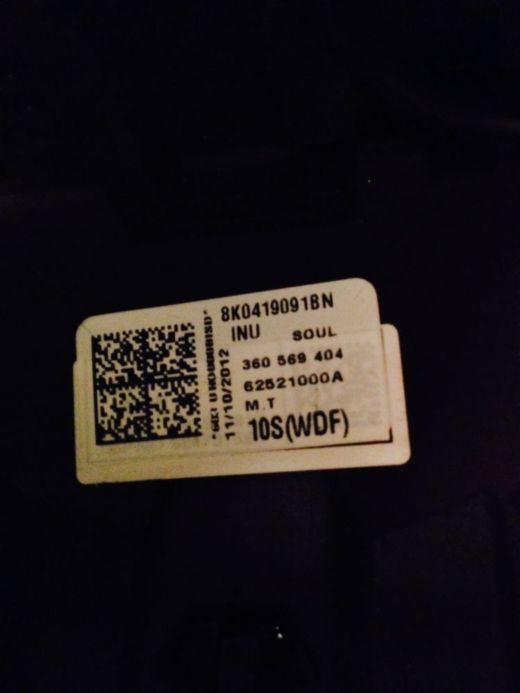 8K0419091BN
INU SOUL
360 569 404
62521000A
M.T
10S(WDF)
11/10/2012